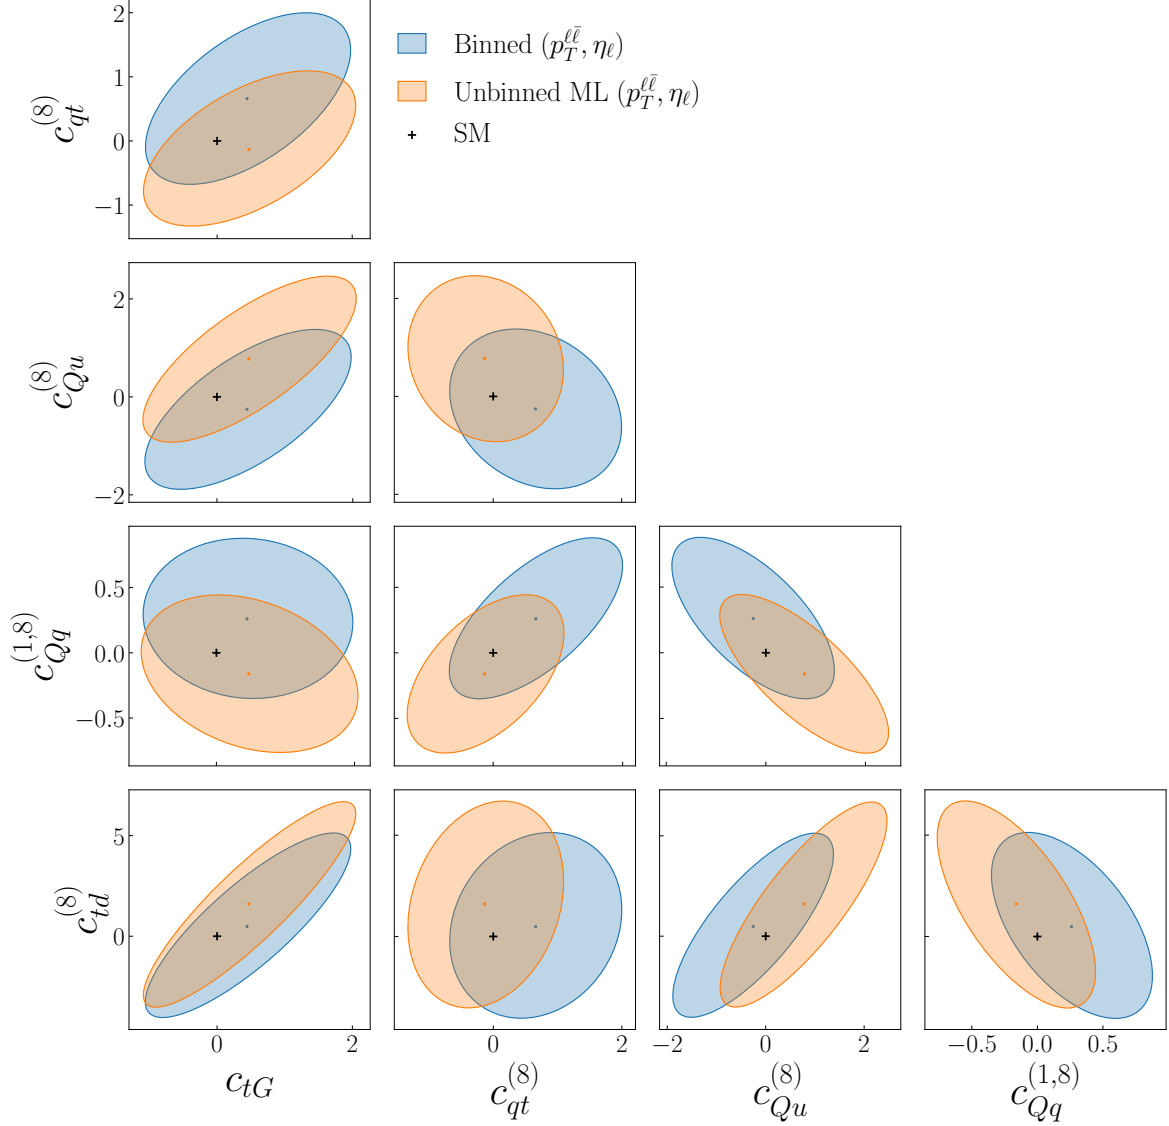 2
1
0
−1
c_{qt}^{(8)}
0
2
Binned (p_T^{ℓℓ̄}, η_ℓ)
Unbinned ML (p_T^{ℓℓ̄}, η_ℓ)
SM
2
0
−2
c_{Qu}^{(8)}
0.5
0.0
−0.5
c_{Qq}^{(1,8)}
5
0
c_{td}^{(8)}
0 2
0 2
−2 0 2
−0.5 0.0 0.5
c_{tG}
c_{qt}^{(8)}
c_{Qu}^{(8)}
c_{Qq}^{(1,8)}